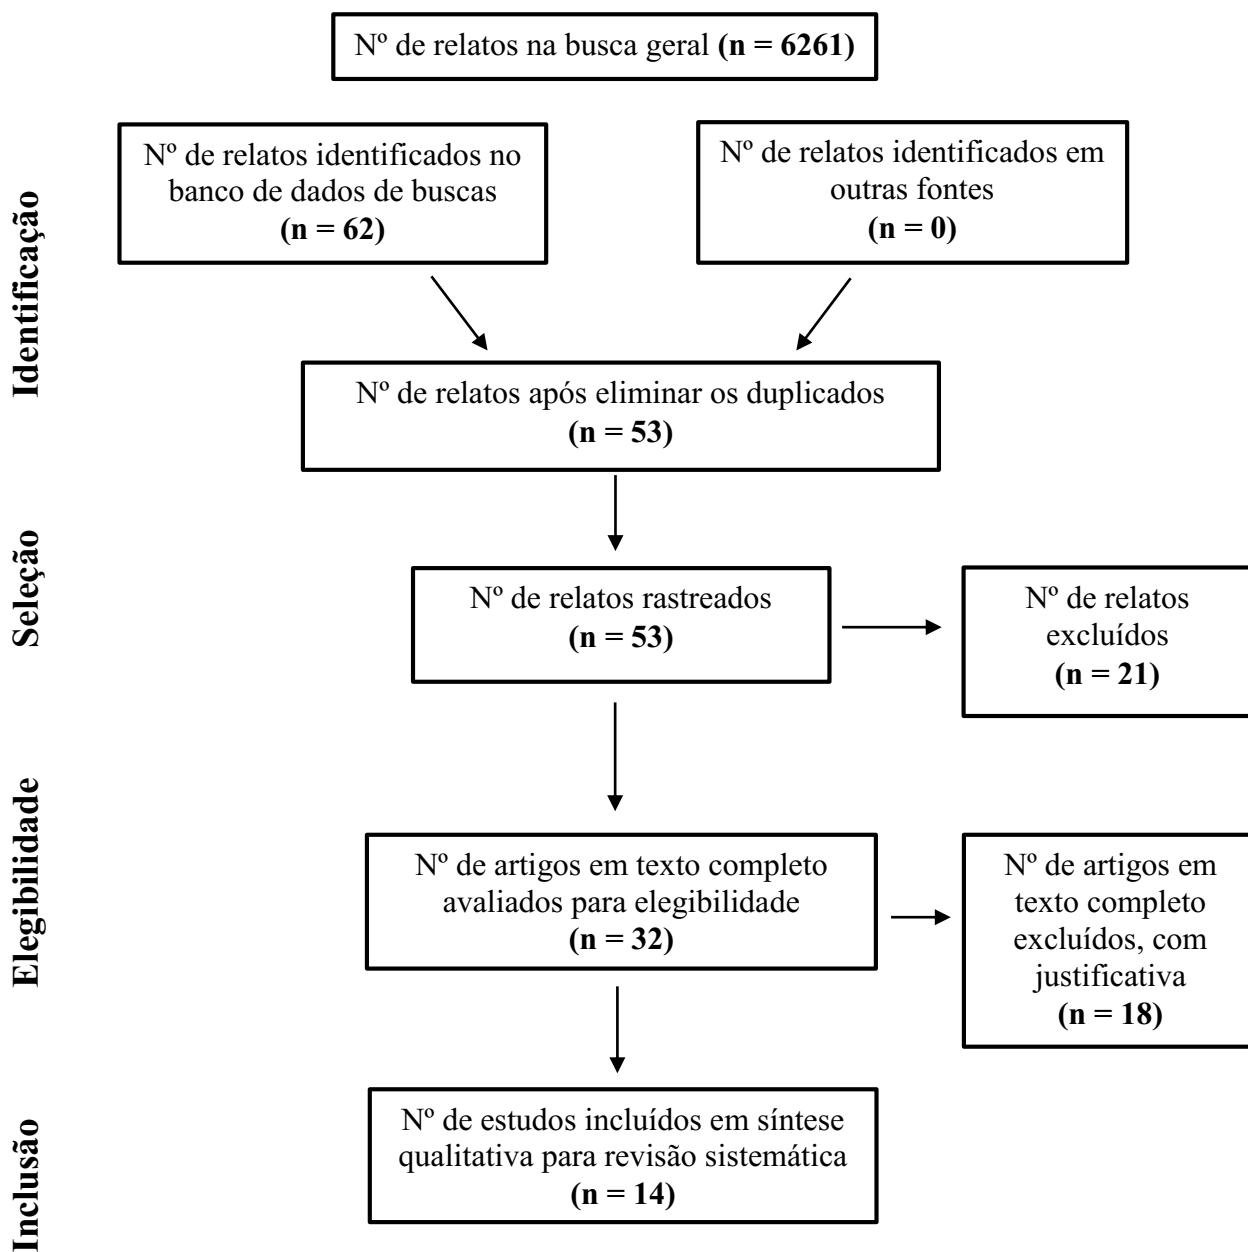 Nº de relatos na busca geral (n = 6261)
Identificação
Nº de relatos identificados no
banco de dados de buscas
(n = 62)
Nº de relatos identificados em
outras fontes
(n = 0)
Nº de relatos após eliminar os duplicados
(n = 53)
Seleção
Nº de relatos rastreados
(n = 53)
Nº de relatos
excluídos
(n = 21)
Elegibilidade
Nº de artigos em texto completo
avaliados para elegibilidade
(n = 32)
Nº de artigos em
texto completo
excluídos, com
justificativa
(n = 18)
Inclusão
Nº de estudos incluídos em síntese
qualitativa para revisão sistemática
(n = 14)